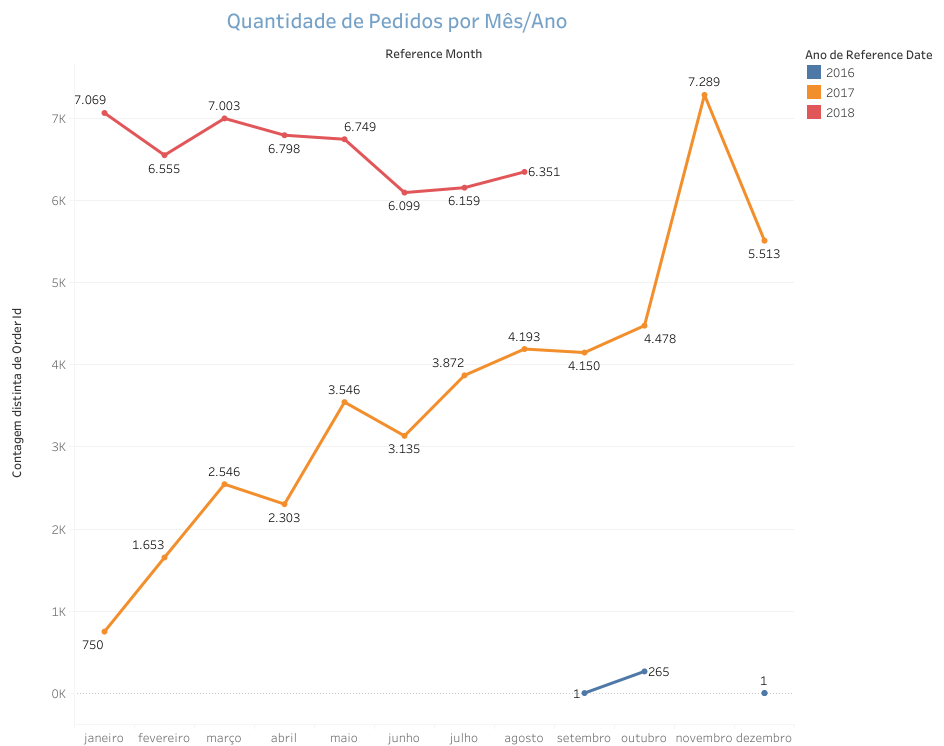 Quantidade de Pedidos por Mês/Ano
Reference Month
Ano de Reference Date
2016
2017
2018
Contagem distinta de Order Id
7K
6K
5K
4K
3K
2K
1K
0K
7.069
6.555
7.003
6.798
6.749
6.099
6.159
6.351
750
1.653
2.546
2.303
3.546
3.135
3.872
4.193
4.150
4.478
7.289
5.513
1
265
1
janeiro fevereiro março abril maio junho julho agosto setembro outubro novembro dezembro